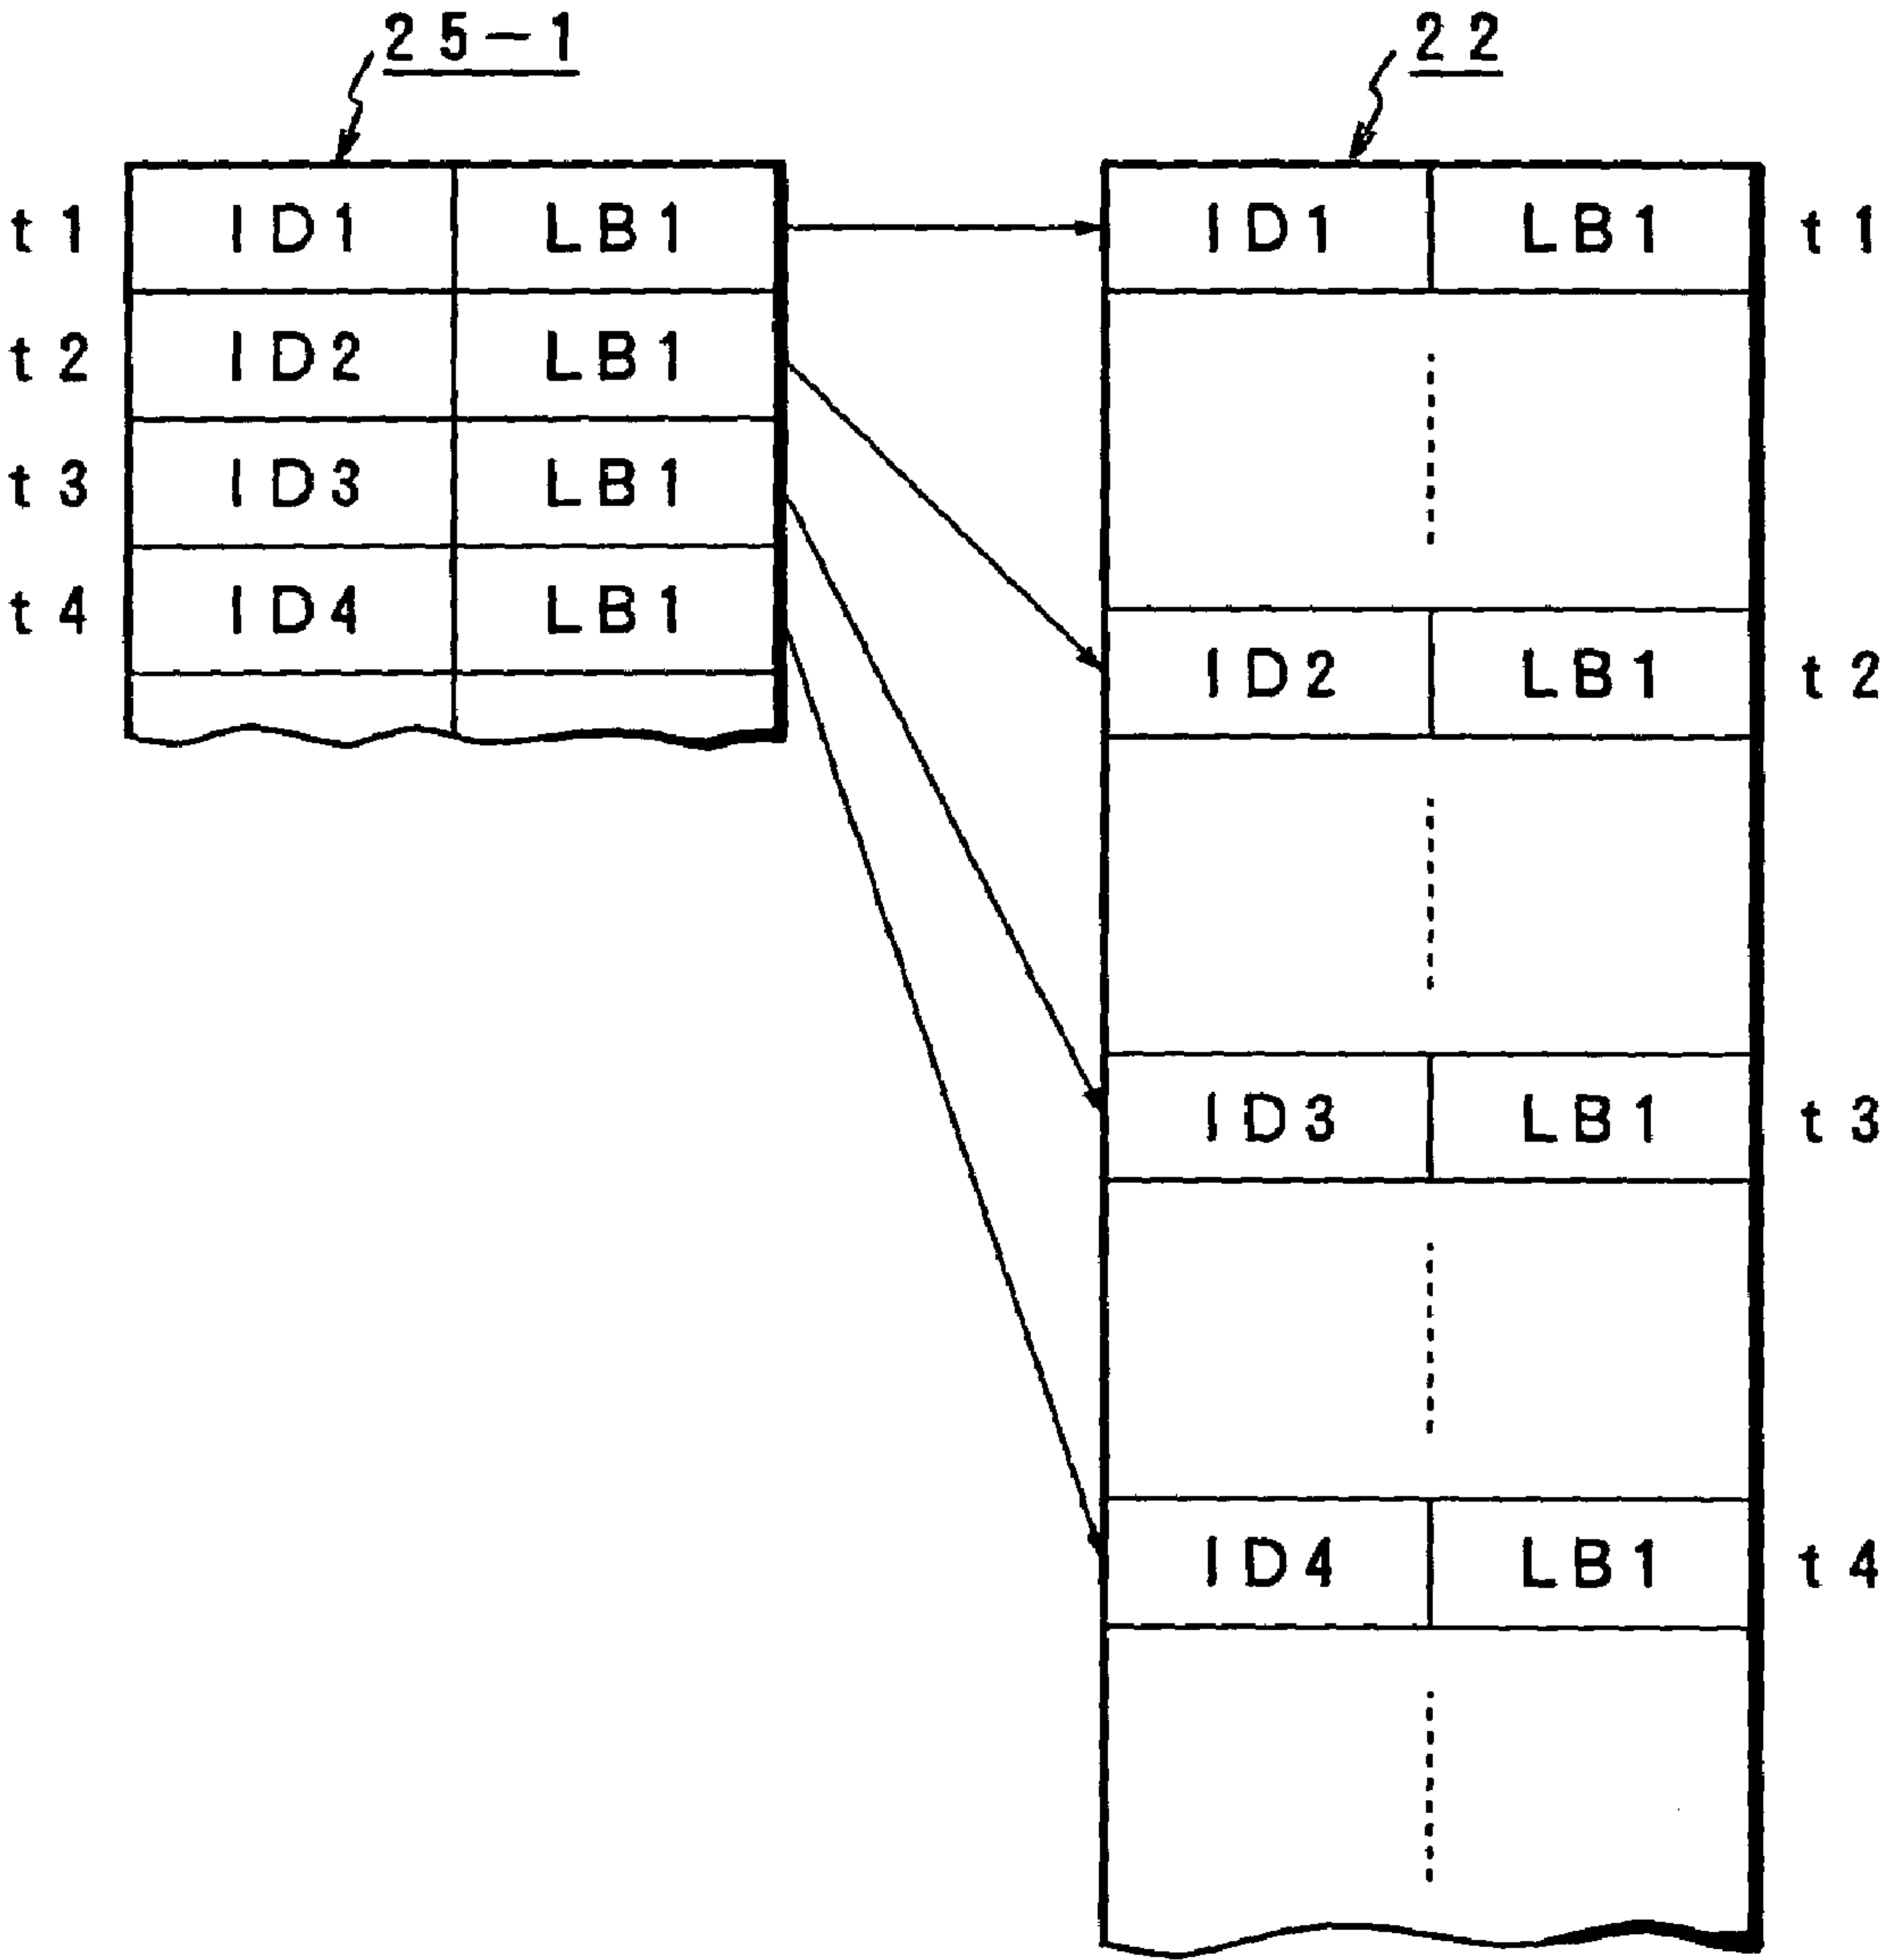 25-1
22
t1 ID1 LB1 ID1 LB1 t1
t2 ID2 LB1
t3 ID3 LB1
t4 ID4 LB1
ID2 LB1 t2
ID3 LB1 t3
ID4 LB1 t4